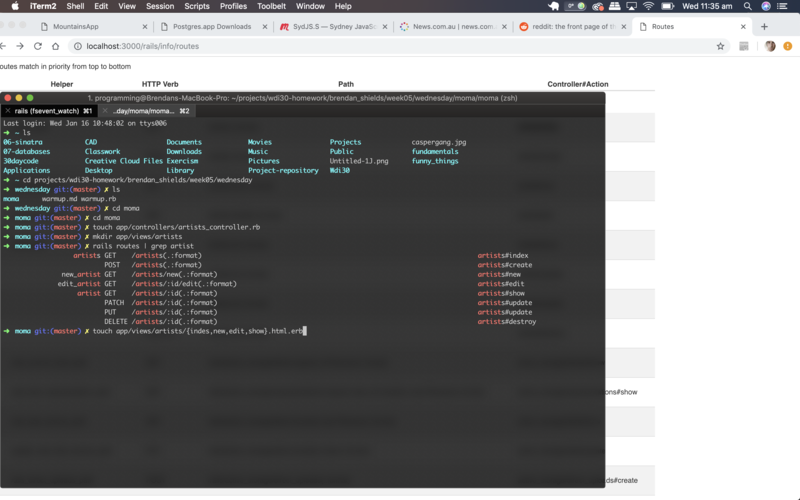 iTerm2 Shell Edit View Session Scripts Profiles Toolbelt Window Help Wed 11:35 am
MountainsApp Postgres.app Downloads SydJS.S — Sydney JavaSc News.com.au | news.com.a reddit: the front page of th Routes
localhost:3000/rails/info/routes
outes match in priority from top to bottom
Helper HTTP Verb Path Controller#Action
1. programming@Brendans-MacBook-Pro: ~/projects/wdi30-homework/brendan_shields/week05/wednesday/moma/moma (zsh)
rails (fsevent_watch) ⌘1 ..day/moma/moma... ⌘2
Last login: Wed Jan 16 10:48:02 on ttys006
➜ ~ ls
06-sinatra CAD Documents Movies Projects caspergang.jpg
07-databases Classwork Downloads Music Public fundamentals
30daycode Creative Cloud Files Exercism Pictures Untitled-1J.png funny_things
Applications Desktop Library Project-repository Wdi30
➜ ~ cd projects/wdi30-homework/brendan_shields/week05/wednesday
➜ wednesday git:(master) ✗ ls
moma warmup.md warmup.rb
➜ wednesday git:(master) ✗ cd moma
➜ moma git:(master) ✗ cd moma
➜ moma git:(master) ✗ touch app/controllers/artists_controller.rb
➜ moma git:(master) ✗ mkdir app/views/artists
➜ moma git:(master) ✗ rails routes | grep artist
artists GET /artists(.:format) artists#index
POST /artists(.:format) artists#create
new_artist GET /artists/new(.:format) artists#new
edit_artist GET /artists/:id/edit(.:format) artists#edit
artist GET /artists/:id(.:format) artists#show
PATCH /artists/:id(.:format) artists#update
PUT /artists/:id(.:format) artists#update
DELETE /artists/:id(.:format) artists#destroy
➜ moma git:(master) ✗ touch app/views/artists/{indes,new,edit,show}.html.erb
ons#show
ds#create